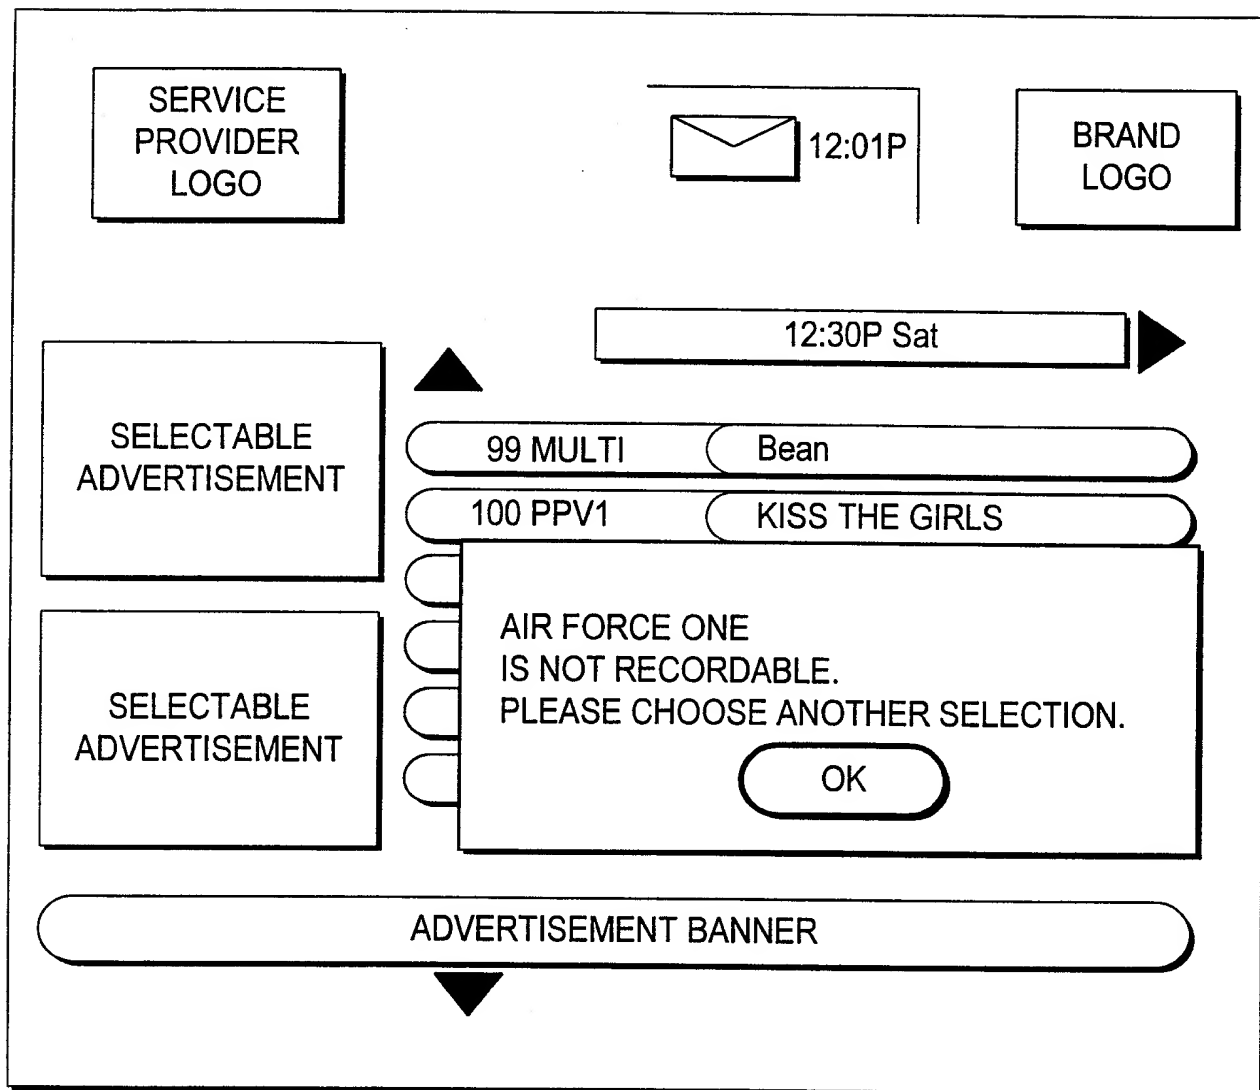 SERVICE
PROVIDER
LOGO
12:01P
BRAND
LOGO
12:30P Sat
SELECTABLE
ADVERTISEMENT
99 MULTI Bean
100 PPV1 KISS THE GIRLS
AIR FORCE ONE
IS NOT RECORDABLE.
PLEASE CHOOSE ANOTHER SELECTION.
OK
SELECTABLE
ADVERTISEMENT
ADVERTISEMENT BANNER